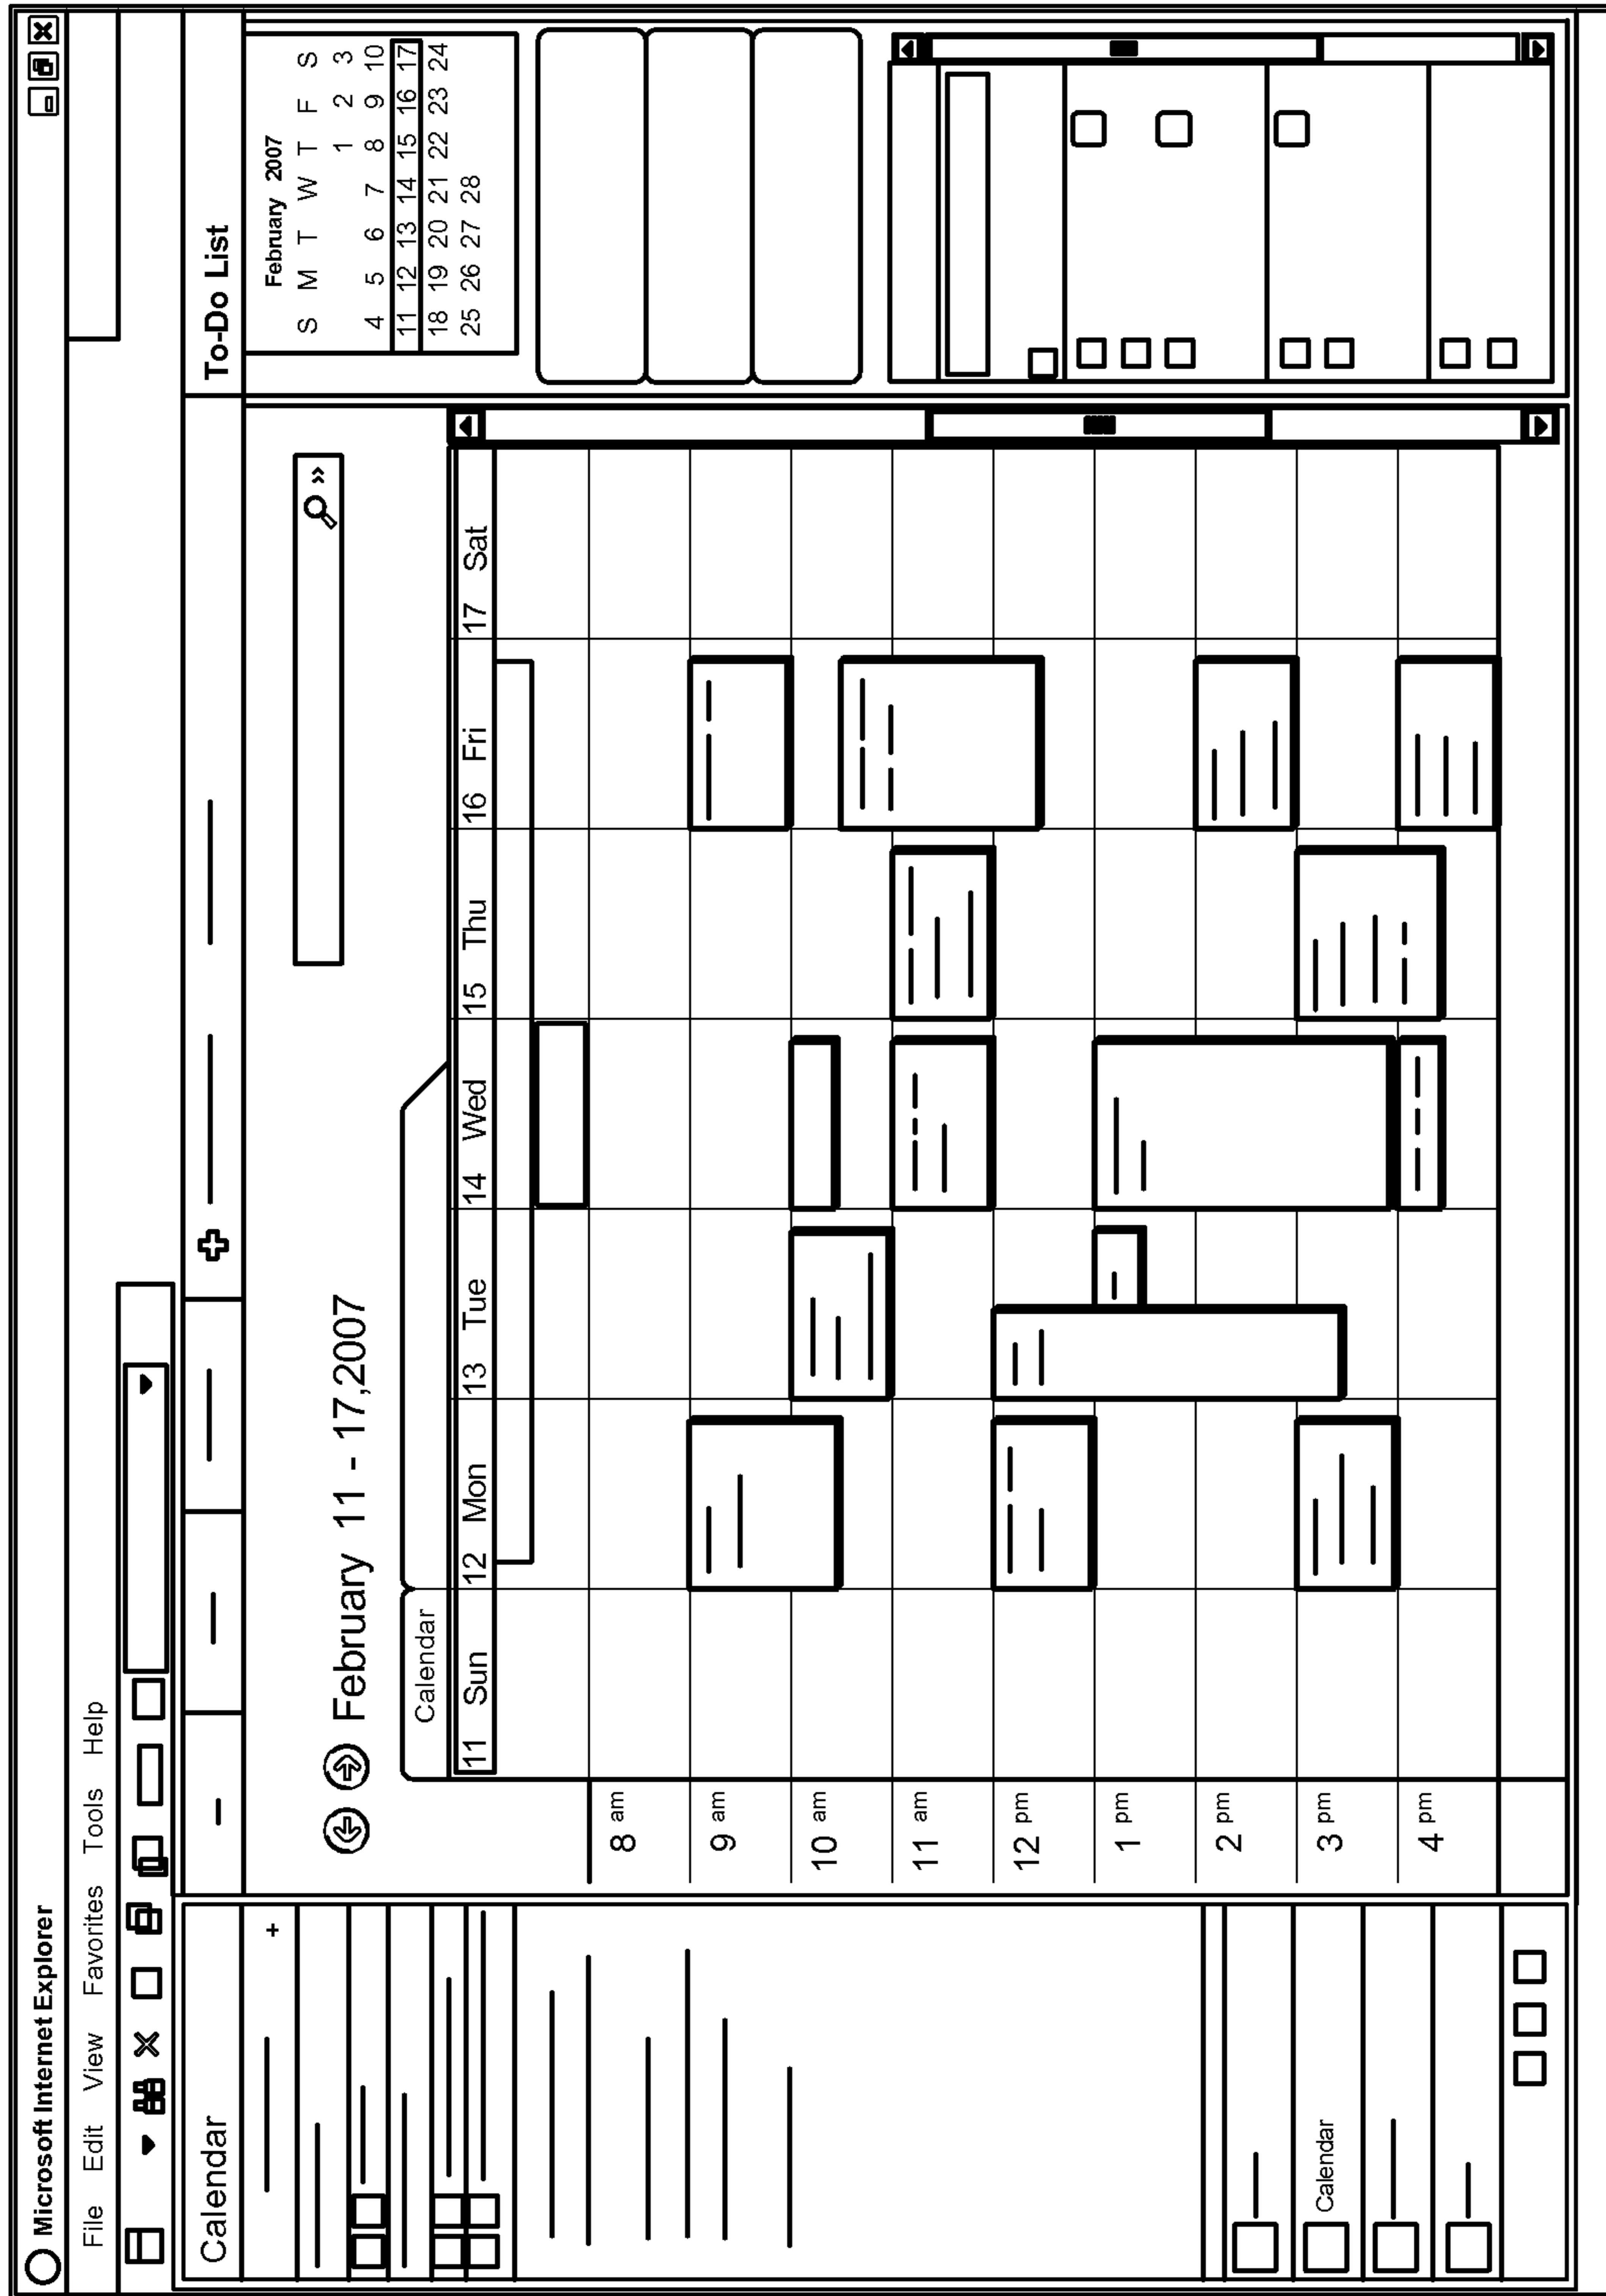 Microsoft Internet Explorer
File Edit View Favorites Tools Help
Calendar
To-Do List
+
February 11 - 17,2007
»
Calendar
11 Sun 12 Mon 13 Tue 14 Wed 15 Thu 16 Fri 17 Sat
8 am
9 am
10 am
11 am
12 pm
1 pm
2 pm
3 pm
4 pm
Calendar
February 2007
S M T W T F S
1 2 3
4 5 6 7 8 9 10
11 12 13 14 15 16 17
18 19 20 21 22 23 24
25 26 27 28